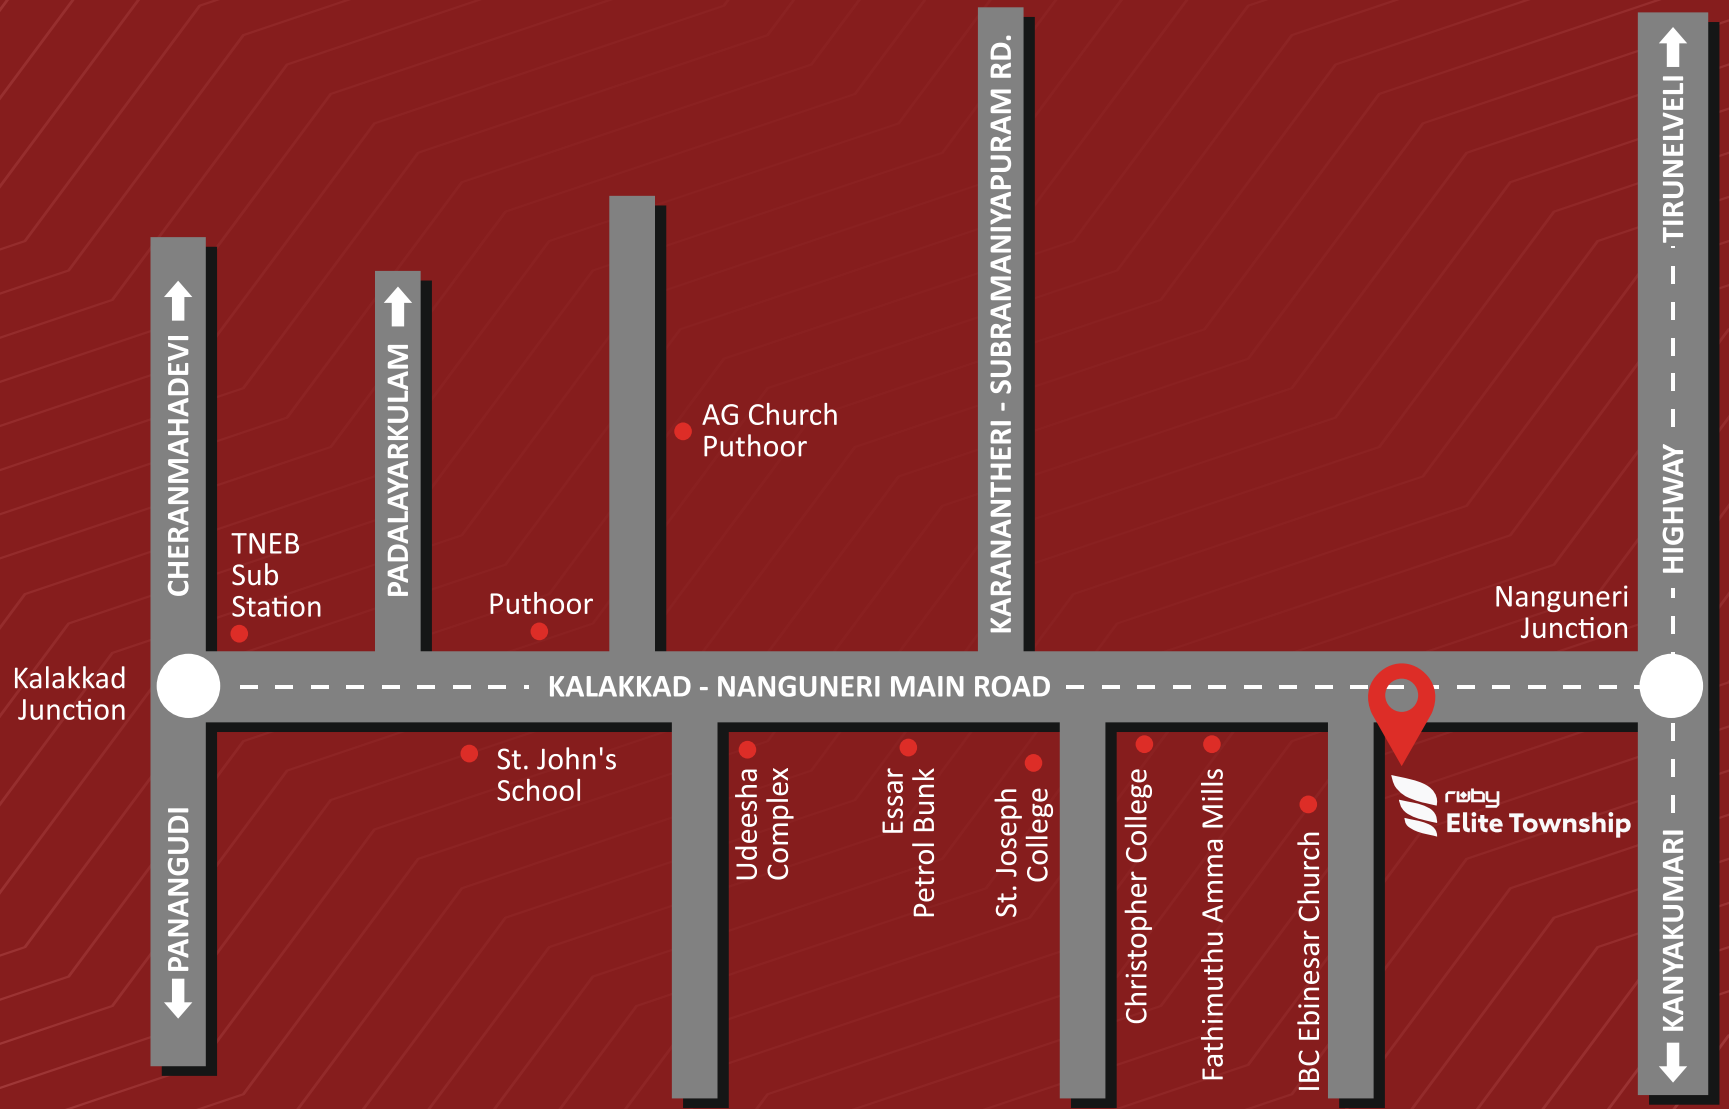 CHERANMAHADEVI
PADALAYARKULAM
KARANANTHERI - SUBRAMANIYAPURAM RD.
TIRUNELVELI
HIGHWAY
AG Church
Puthoor
TNEB
Sub
Station
Puthoor
Nanguneri
Junction
Kalakkad
Junction
KALAKKAD - NANGUNERI MAIN ROAD
PANANGUDI
St. John's
School
Udeesha
Complex
Essar
Petrol Bunk
St. Joseph
College
Christopher College
Fathimuthu Amma Mills
IBC Ebinesar Church
ruby
Elite Township
KANYAKUMARI